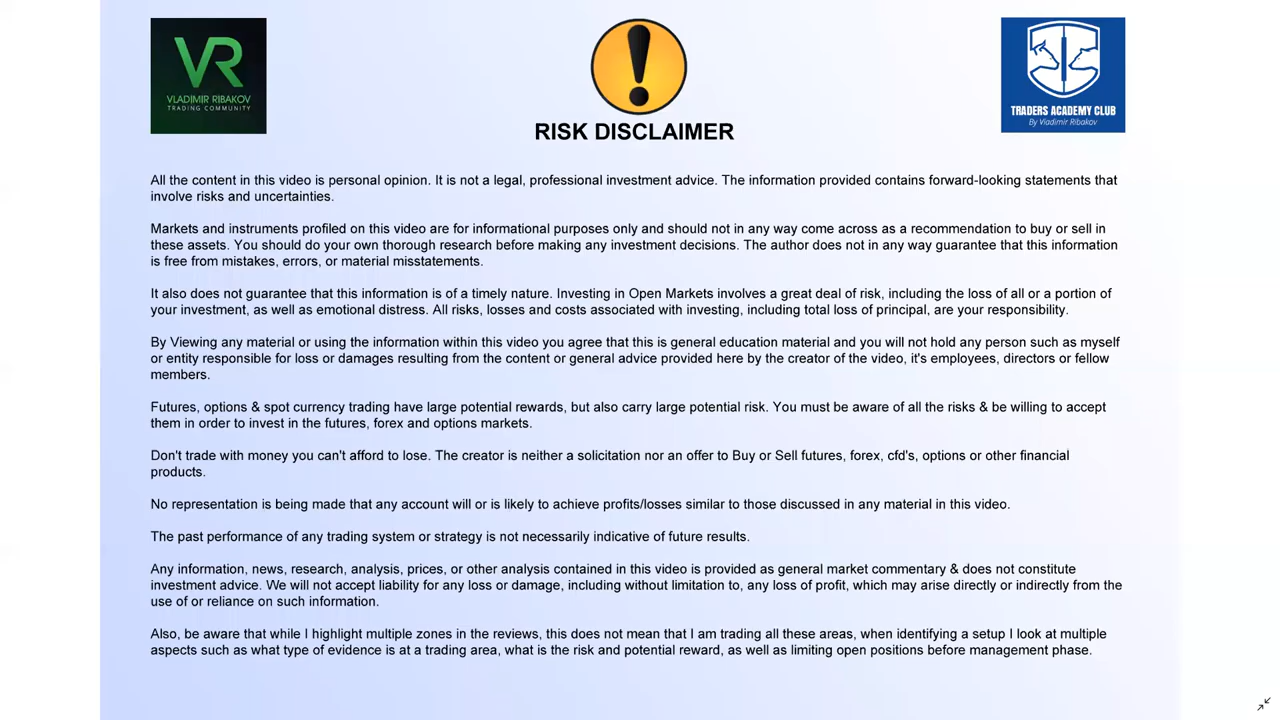 VR
VLADIMIR RIBAKOV
TRADING COMMUNITY
RISK DISCLAIMER
TRADERS ACADEMY CLUB
By Vladimir Ribakov
All the content in this video is personal opinion. It is not a legal, professional investment advice. The information provided contains forward-looking statements that
involve risks and uncertainties.
Markets and instruments profiled on this video are for informational purposes only and should not in any way come across as a recommendation to buy or sell in
these assets. You should do your own thorough research before making any investment decisions. The author does not in any way guarantee that this information
is free from mistakes, errors, or material misstatements.
It also does not guarantee that this information is of a timely nature. Investing in Open Markets involves a great deal of risk, including the loss of all or a portion of
your investment, as well as emotional distress. All risks, losses and costs associated with investing, including total loss of principal, are your responsibility.
By Viewing any material or using the information within this video you agree that this is general education material and you will not hold any person such as myself
or entity responsible for loss or damages resulting from the content or general advice provided here by the creator of the video, it's employees, directors or fellow
members.
Futures, options & spot currency trading have large potential rewards, but also carry large potential risk. You must be aware of all the risks & be willing to accept
them in order to invest in the futures, forex and options markets.
Don't trade with money you can't afford to lose. The creator is neither a solicitation nor an offer to Buy or Sell futures, forex, cfd's, options or other financial
products.
No representation is being made that any account will or is likely to achieve profits/losses similar to those discussed in any material in this video.
The past performance of any trading system or strategy is not necessarily indicative of future results.
Any information, news, research, analysis, prices, or other analysis contained in this video is provided as general market commentary & does not constitute
investment advice. We will not accept liability for any loss or damage, including without limitation to, any loss of profit, which may arise directly or indirectly from the
use of or reliance on such information.
Also, be aware that while I highlight multiple zones in the reviews, this does not mean that I am trading all these areas, when identifying a setup I look at multiple
aspects such as what type of evidence is at a trading area, what is the risk and potential reward, as well as limiting open positions before management phase.